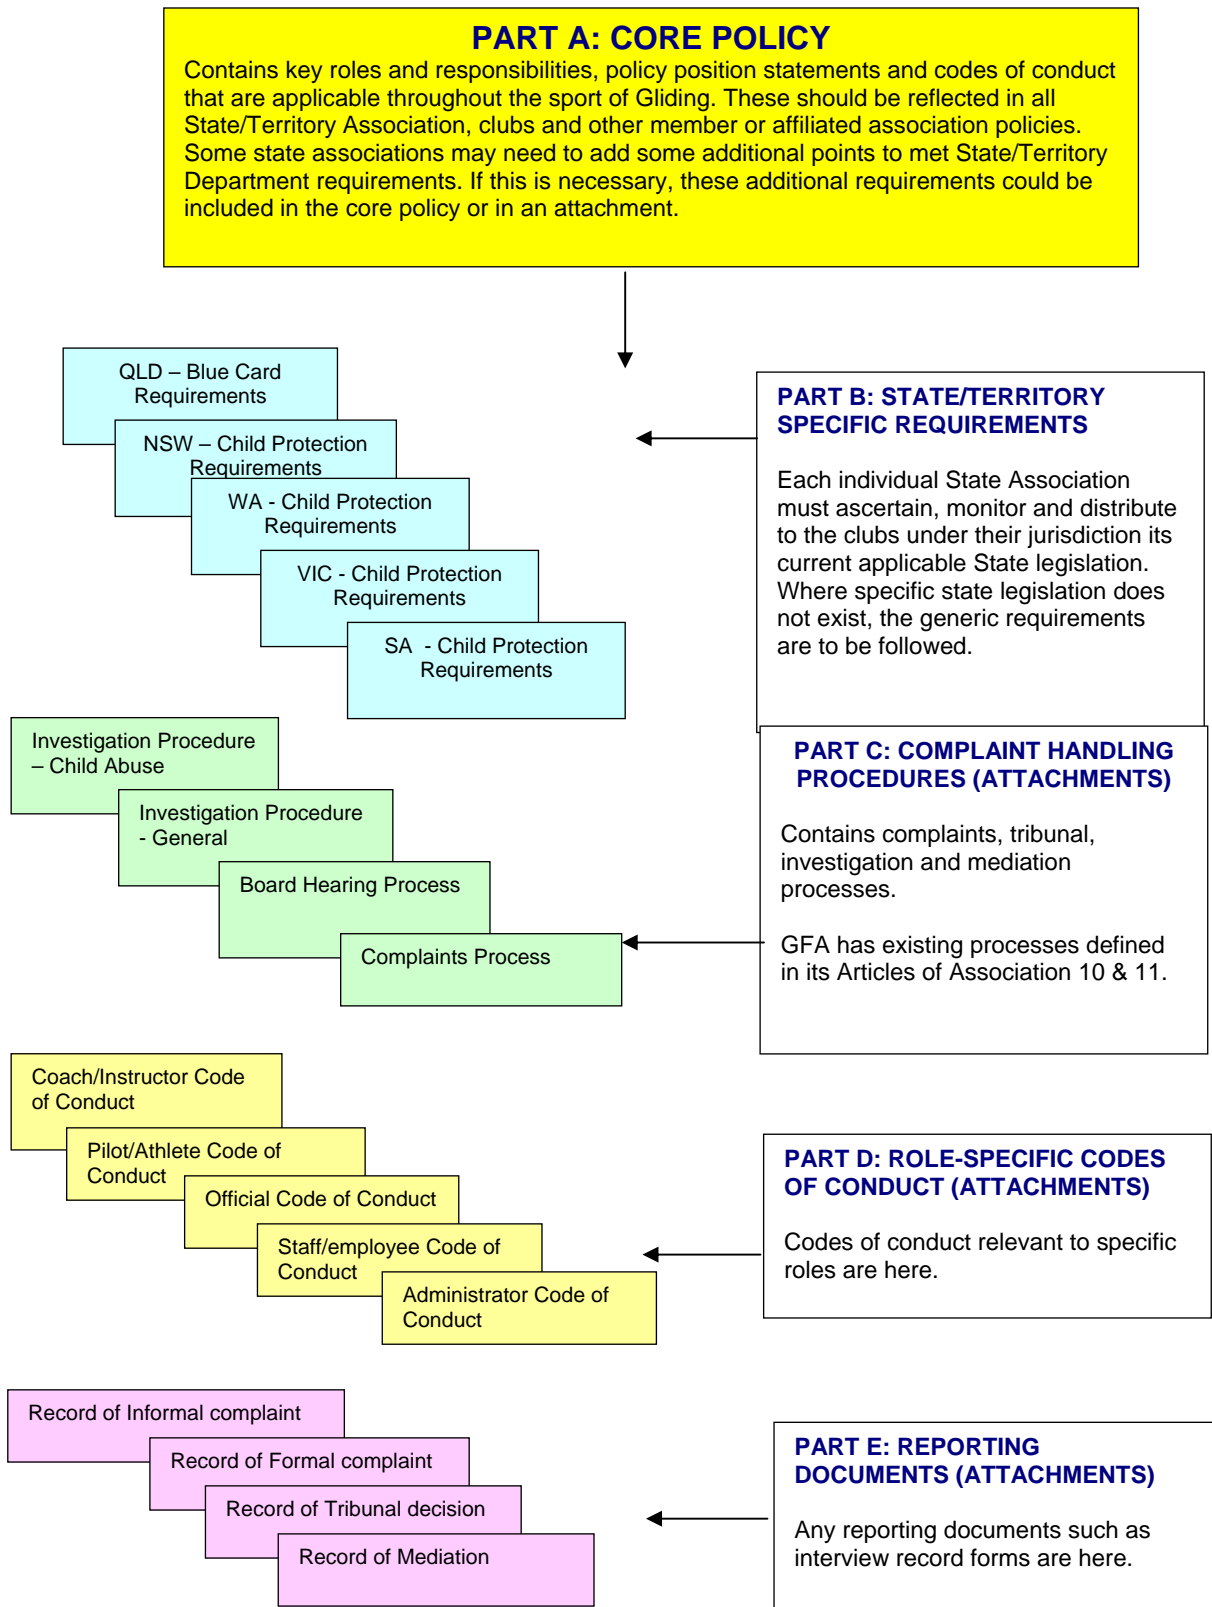 PART A: CORE POLICY
Contains key roles and responsibilities, policy position statements and codes of conduct
that are applicable throughout the sport of Gliding. These should be reflected in all
State/Territory Association, clubs and other member or affiliated association policies.
Some state associations may need to add some additional points to met State/Territory
Department requirements. If this is necessary, these additional requirements could be
included in the core policy or in an attachment.
QLD – Blue Card
Requirements
NSW – Child Protection
Requirements
WA - Child Protection
Requirements
VIC - Child Protection
Requirements
SA  - Child Protection
Requirements
PART B: STATE/TERRITORY
SPECIFIC REQUIREMENTS
Each individual State Association
must ascertain, monitor and distribute
to the clubs under their jurisdiction its
current applicable State legislation.
Where specific state legislation does
not exist, the generic requirements
are to be followed.
Investigation Procedure
– Child Abuse
Investigation Procedure
- General
Board Hearing Process
Complaints Process
PART C: COMPLAINT HANDLING
PROCEDURES (ATTACHMENTS)
Contains complaints, tribunal,
investigation and mediation
processes.
GFA has existing processes defined
in its Articles of Association 10 & 11.
Coach/Instructor Code
of Conduct
Pilot/Athlete Code of
Conduct
Official Code of Conduct
Staff/employee Code of
Conduct
Administrator Code of
Conduct
PART D: ROLE-SPECIFIC CODES
OF CONDUCT (ATTACHMENTS)
Codes of conduct relevant to specific
roles are here.
Record of Informal complaint
Record of Formal complaint
Record of Tribunal decision
Record of Mediation
PART E: REPORTING
DOCUMENTS (ATTACHMENTS)
Any reporting documents such as
interview record forms are here.